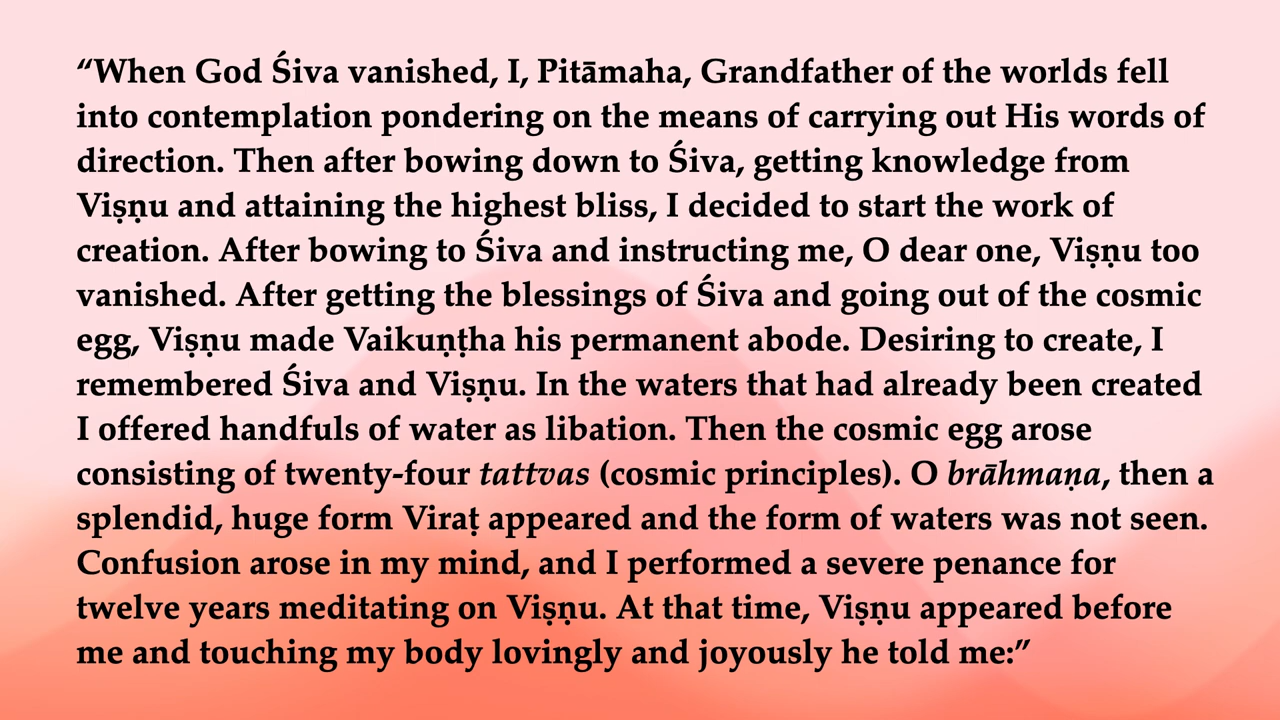 “When God Śiva vanished, I, Pitāmaha, Grandfather of the worlds fell
into contemplation pondering on the means of carrying out His words of
direction. Then after bowing down to Śiva, getting knowledge from
Viṣṇu and attaining the highest bliss, I decided to start the work of
creation. After bowing to Śiva and instructing me, O dear one, Viṣṇu too
vanished. After getting the blessings of Śiva and going out of the cosmic
egg, Viṣṇu made Vaikuṇṭha his permanent abode. Desiring to create, I
remembered Śiva and Viṣṇu. In the waters that had already been created
I offered handfuls of water as libation. Then the cosmic egg arose
consisting of twenty-four tattvas (cosmic principles). O brāhmaṇa, then a
splendid, huge form Viraṭ appeared and the form of waters was not seen.
Confusion arose in my mind, and I performed a severe penance for
twelve years meditating on Viṣṇu. At that time, Viṣṇu appeared before
me and touching my body lovingly and joyously he told me:”